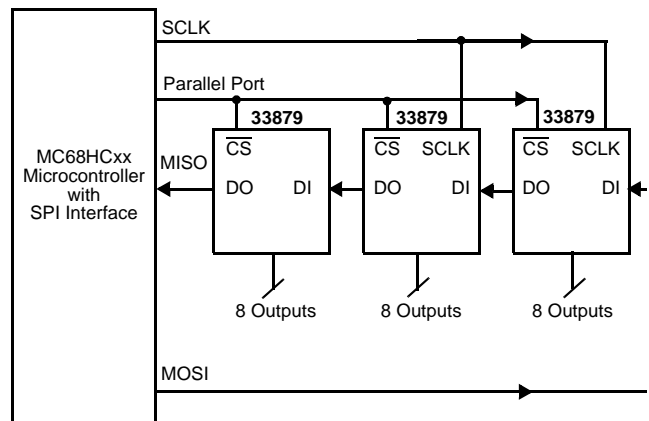 SCLK
Parallel Port
33879 33879 33879
CS CS SCLK CS SCLK
MC68HCxx
Microcontroller
with
SPI Interface
MISO
DO DI DO DI DO DI
8 Outputs 8 Outputs 8 Outputs
MOSI